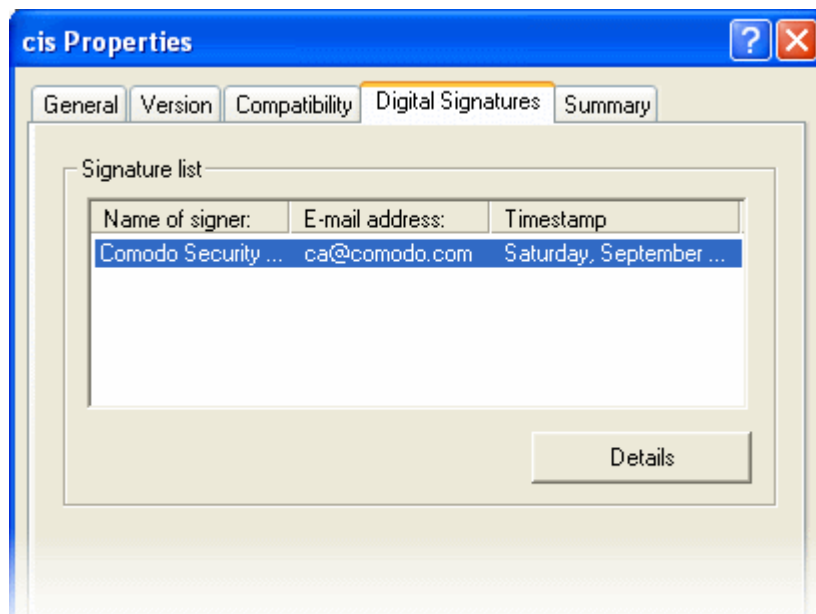 cis Properties
General Version Compatibility Digital Signatures Summary
Signature list
Name of signer: E-mail address: Timestamp
Comodo Security ... ca@comodo.com Saturday, September ...
Details